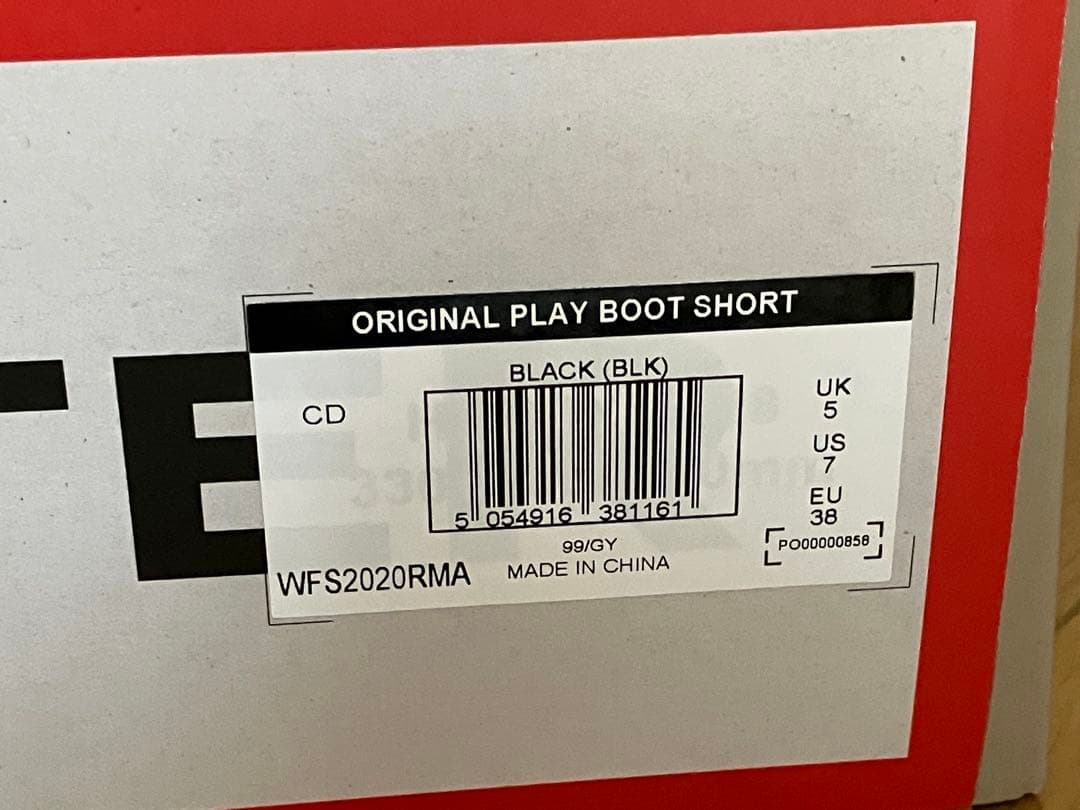 TE
ORIGINAL PLAY BOOT SHORT
BLACK (BLK)
CD
5 054916 381161
UK
5
US
7
EU
38
99/GY
PO00000858
WFS2020RMA
MADE IN CHINA